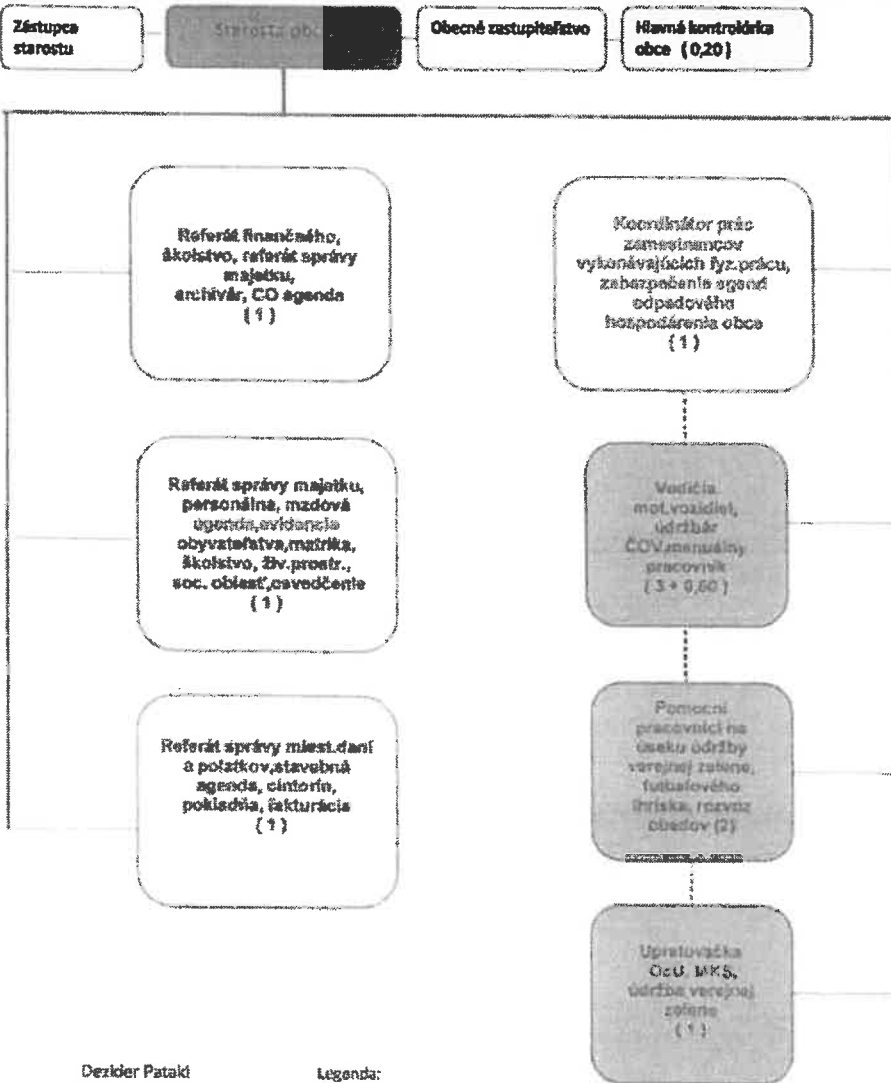 Zástupca
starostu
Starosta obce
Obecné zastupiteľstvo
Hlavná kontrolórka
obce ( 0,20 )
Referát finančného,
školstvo, referát správy
majetku,
archivár, CO agenda
( 1 )
Referát správy majetku,
personálna, mzdová
agenda,evidencia
obyvateľstva,matrika,
školstvo, živ.prostr.,
soc. oblasť,osvedčenie
( 1 )
Referát správy miest.daní
a polatkov,stavebná
agenda, cintorín,
pokladňa, fakturácia
( 1 )
Koordinátor prác
zamestnancov
vykonávajúcich fyz.prácu,
zabezpečenie agend
odpadového
hospodárenia obce
( 1 )
Vodiči
mot.vozidiel,
údržbár
ČOV,manuálny
pracovník
( 3 + 0,60 )
Pomocní
pracovníci na
úseku údržby
verejnej zelene,
futbalového
ihriska, rozvoz
obedov (2)
Upratovačka
OcU, MKS,
údržba verejnej
zelene
( 1 )
Dezider Pataki
Legenda: